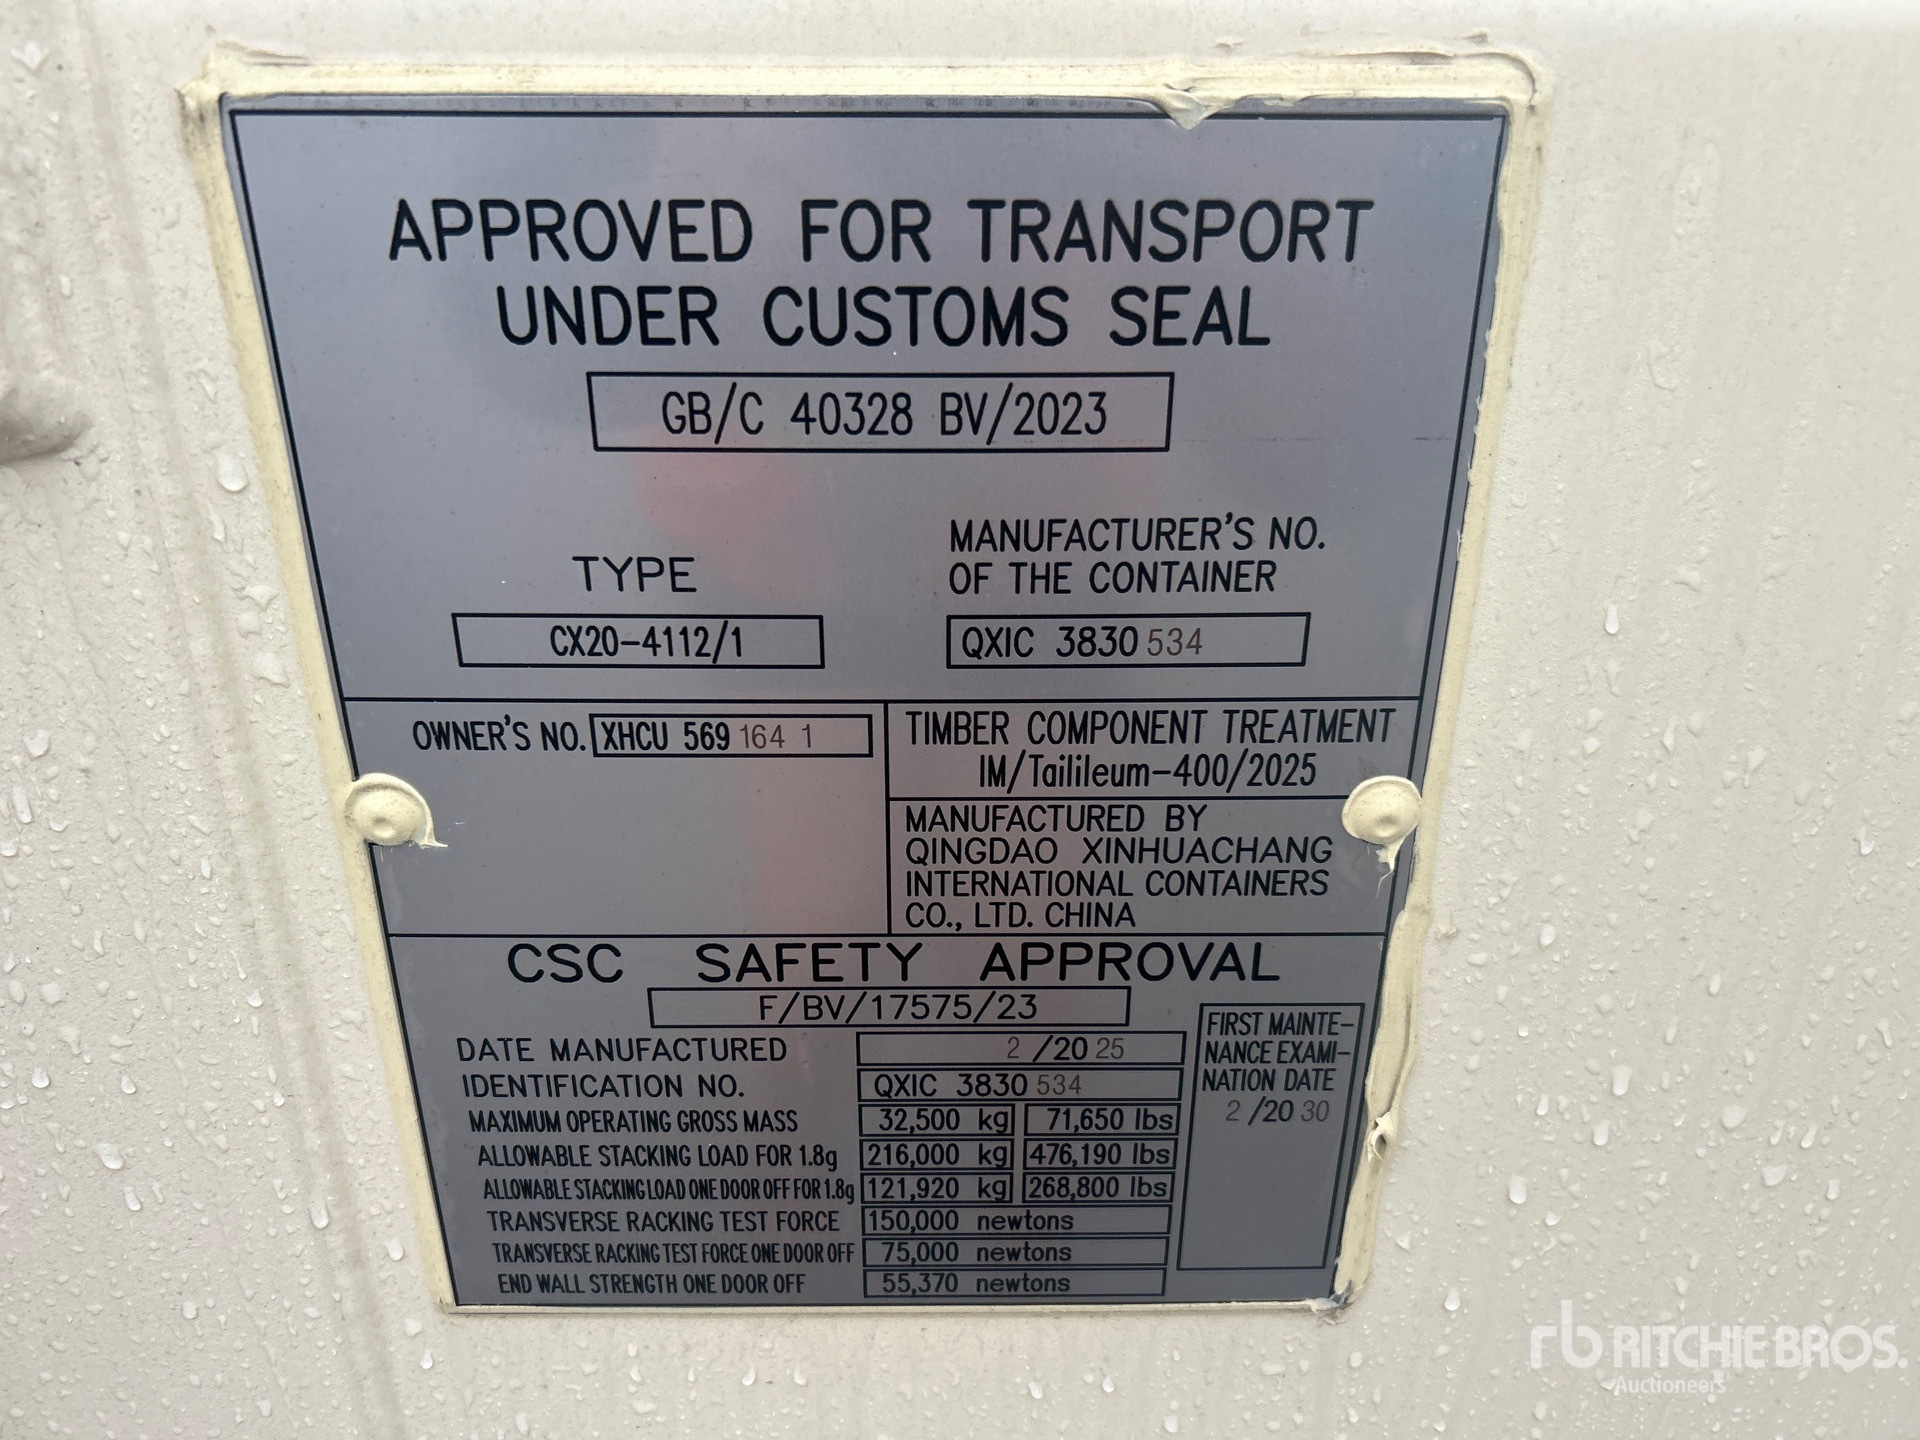 APPROVED FOR TRANSPORT
UNDER CUSTOMS SEAL
GB/C 40328 BV/2023
TYPE
CX20-4112/1
MANUFACTURER'S NO.
OF THE CONTAINER
QXIC 3830 534
OWNER'S NO. XHCU 569 164 1
TIMBER COMPONENT TREATMENT
IM/Tailileum-400/2025
MANUFACTURED BY
QINGDAO XINHUACHANG
INTERNATIONAL CONTAINERS
CO., LTD. CHINA
CSC SAFETY APPROVAL
F/BV/17575/23
DATE MANUFACTURED 2 /20 25
IDENTIFICATION NO. QXIC 3830 534
MAXIMUM OPERATING GROSS MASS 32,500 kg 71,650 lbs
ALLOWABLE STACKING LOAD FOR 1.8g 216,000 kg 476,190 lbs
ALLOWABLE STACKING LOAD ONE DOOR OFF FOR 1.8g 121,920 kg 268,800 lbs
TRANSVERSE RACKING TEST FORCE 150,000 newtons
TRANSVERSE RACKING TEST FORCE ONE DOOR OFF 75,000 newtons
END WALL STRENGTH ONE DOOR OFF 55,370 newtons
FIRST MAINTE-
NANCE EXAMI-
NATION DATE
2 /20 30
rb RITCHIE BROS.
Auctioneers